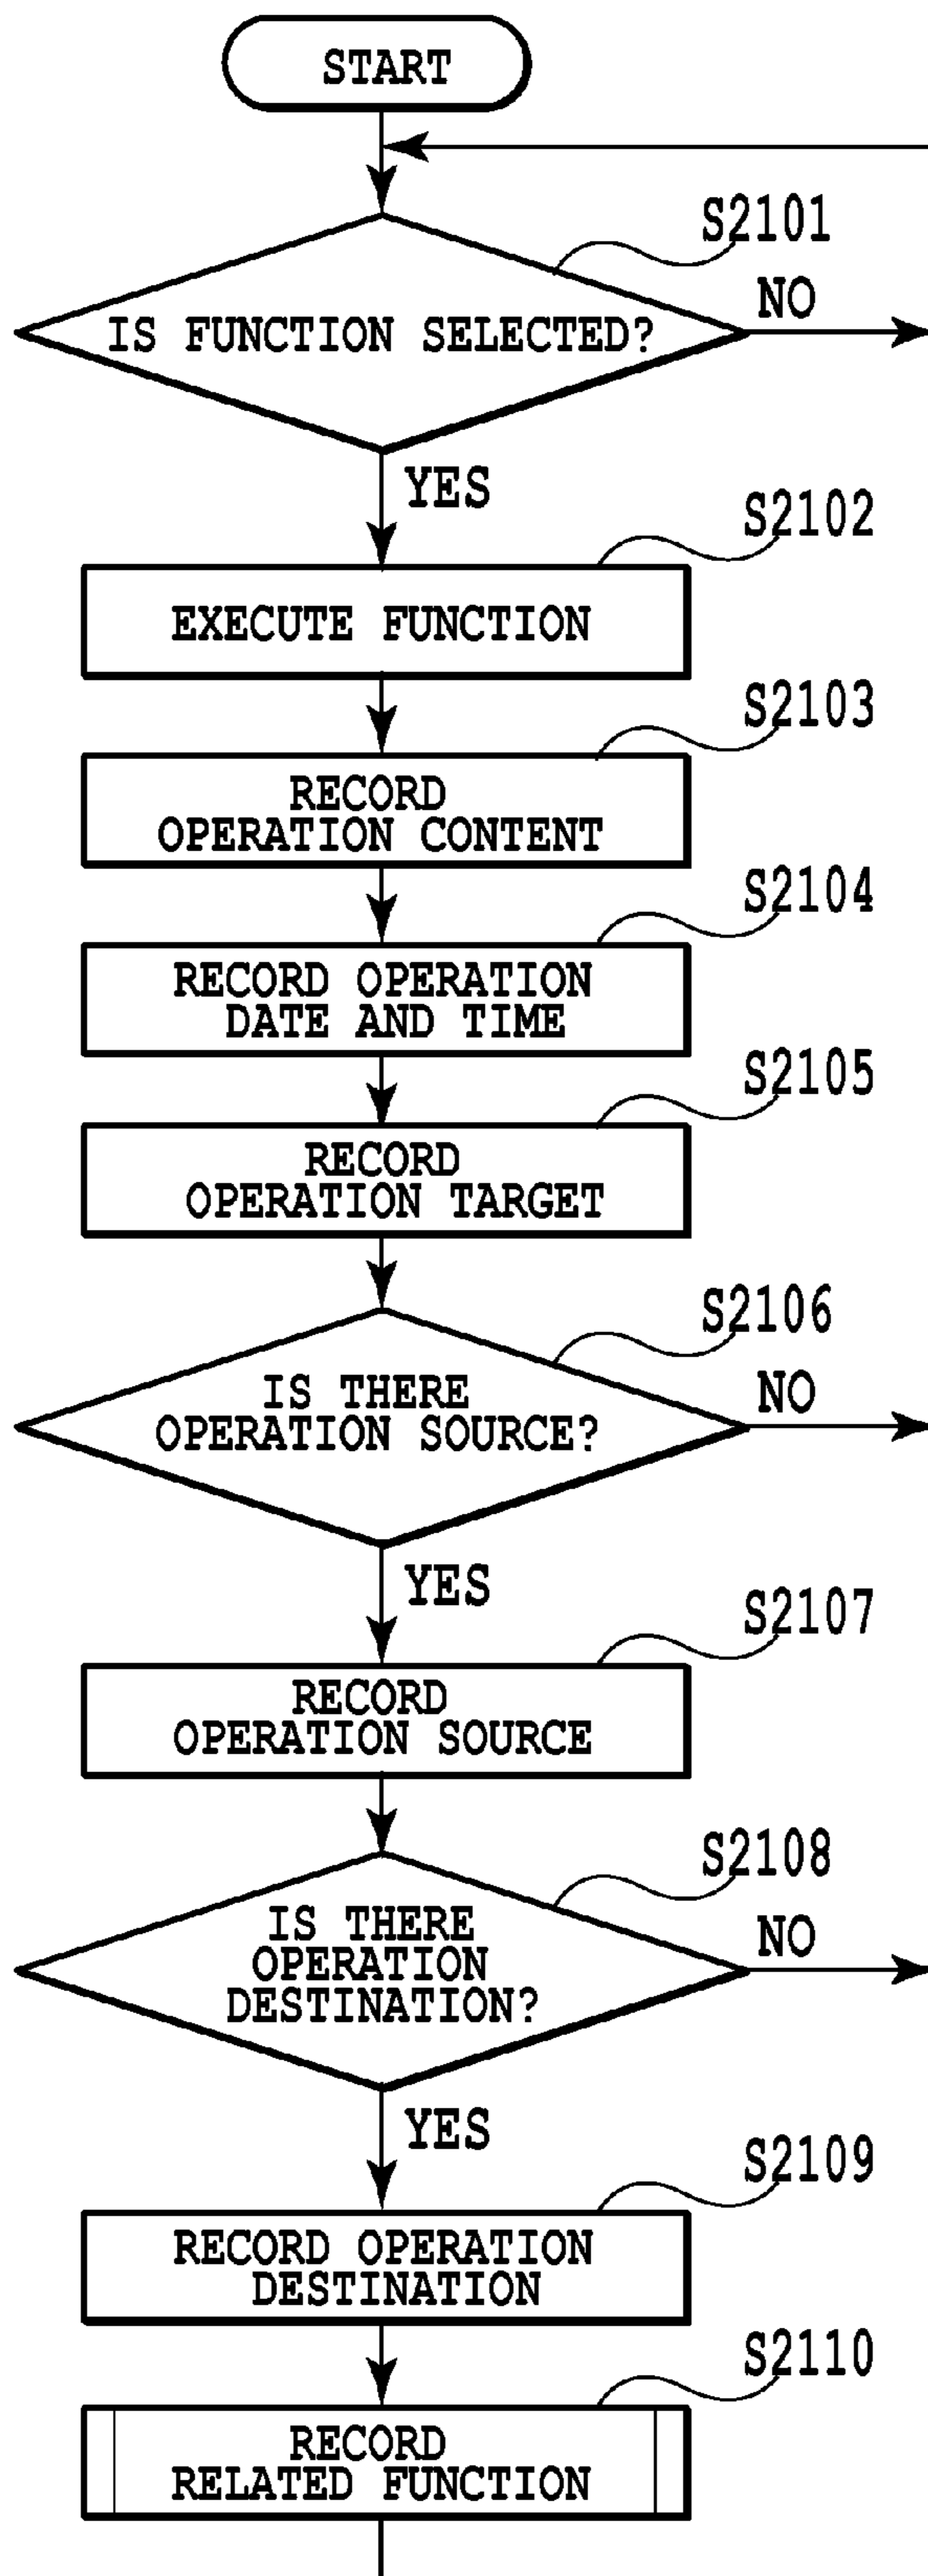 START
S2101
NO
IS FUNCTION SELECTED?
YES
S2102
EXECUTE FUNCTION
S2103
RECORD
OPERATION CONTENT
S2104
RECORD OPERATION
DATE AND TIME
S2105
RECORD
OPERATION TARGET
S2106
NO
IS THERE
OPERATION SOURCE?
YES
S2107
RECORD
OPERATION SOURCE
S2108
NO
IS THERE
OPERATION
DESTINATION?
YES
S2109
RECORD OPERATION
DESTINATION
S2110
RECORD
RELATED FUNCTION